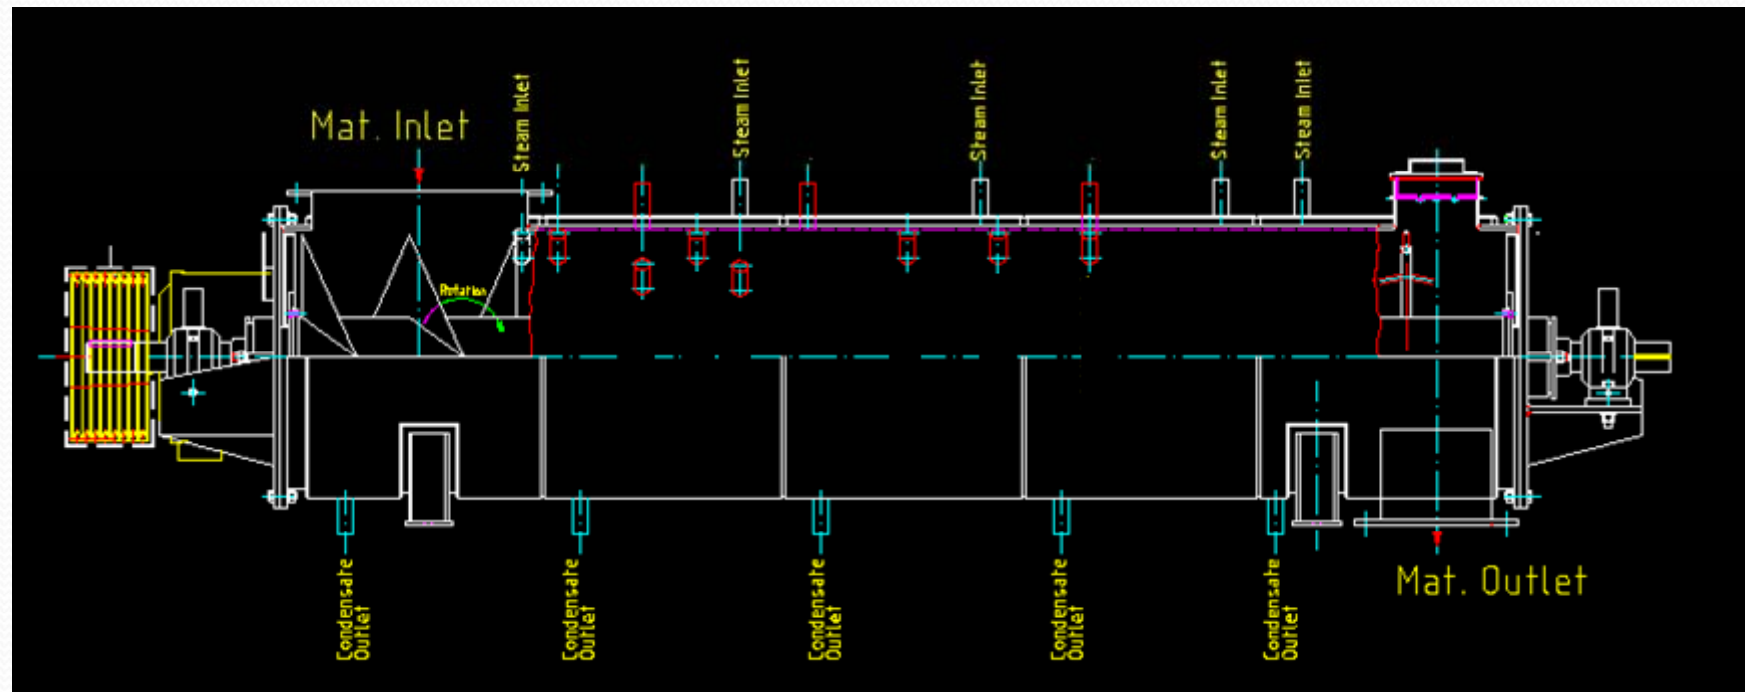 Mat. Inlet
Steam Inlet
Steam Inlet
Steam Inlet
Steam Inlet
Steam Inlet
Rotation
Condensate
Outlet
Condensate
Outlet
Condensate
Outlet
Condensate
Outlet
Condensate
Outlet
Mat. Outlet